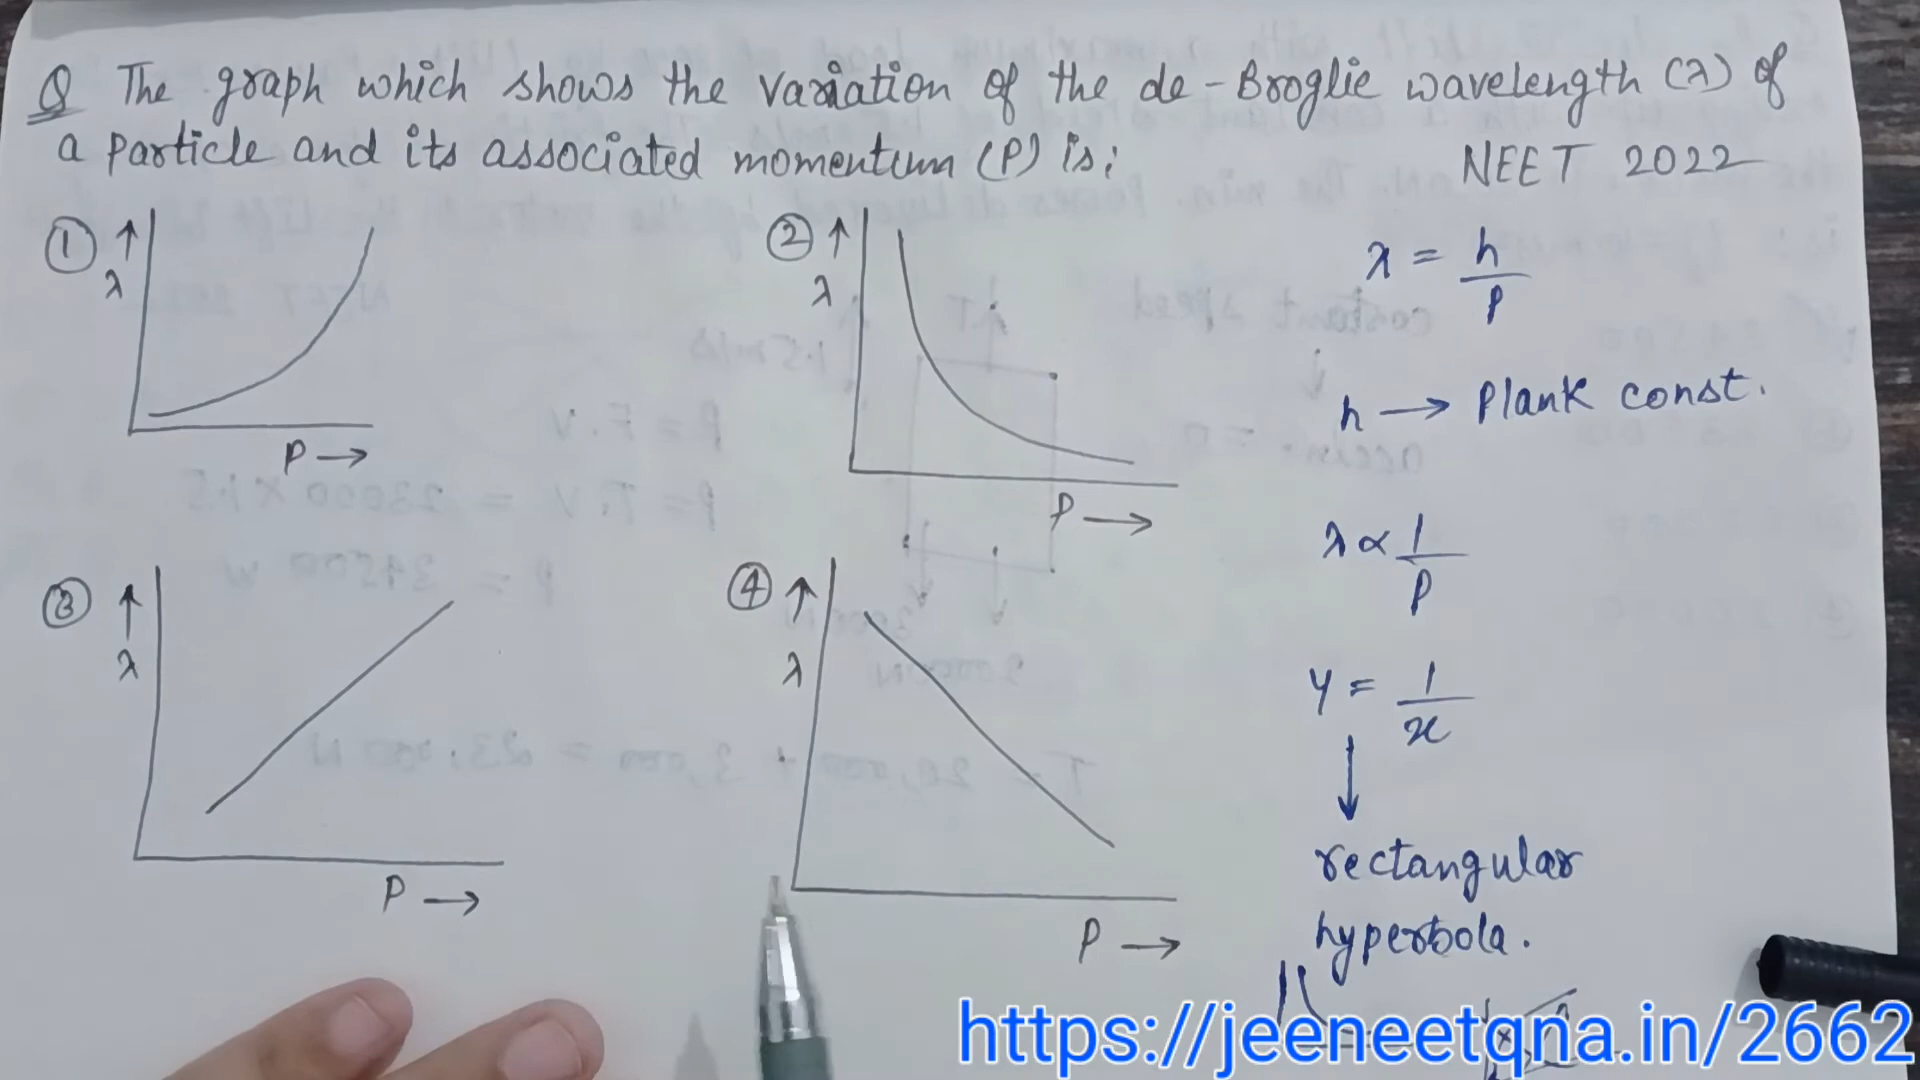 Q The graph which shows the variation of the de-Broglie wavelength (λ) of
a particle and its associated momentum (P) is:
NEET 2022
① ↑
λ
P →
② ↑
λ
P →
③ ↑
λ
P →
④ ↑
λ
P →
λ = h/P
h → Plank const.
λ ∝ 1/P
y = 1/x
↓
rectangular
hyperbola.
https://jeeneetqna.in/2662